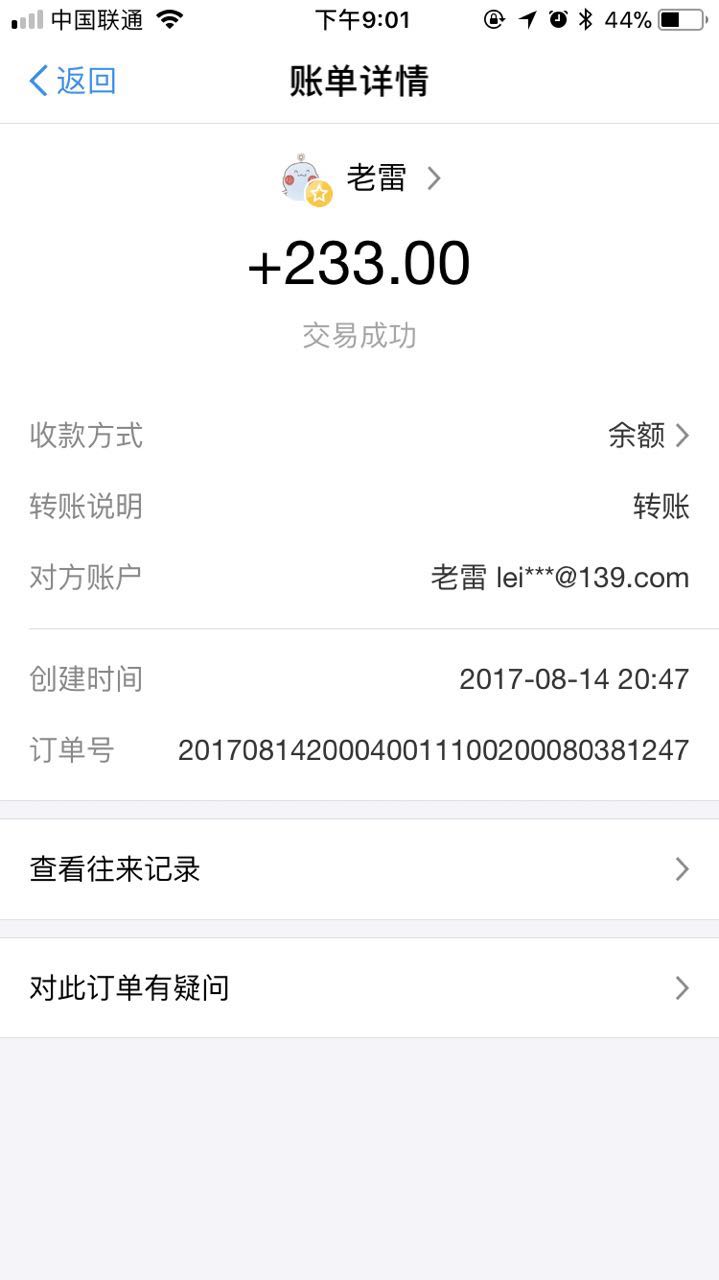 中国联通 下午9:01 44%
返回 账单详情
老雷
+233.00
交易成功
收款方式 余额
转账说明 转账
对方账户 老雷 lei***@139.com
创建时间 2017-08-14 20:47
订单号 20170814200040011100200080381247
查看往来记录
对此订单有疑问